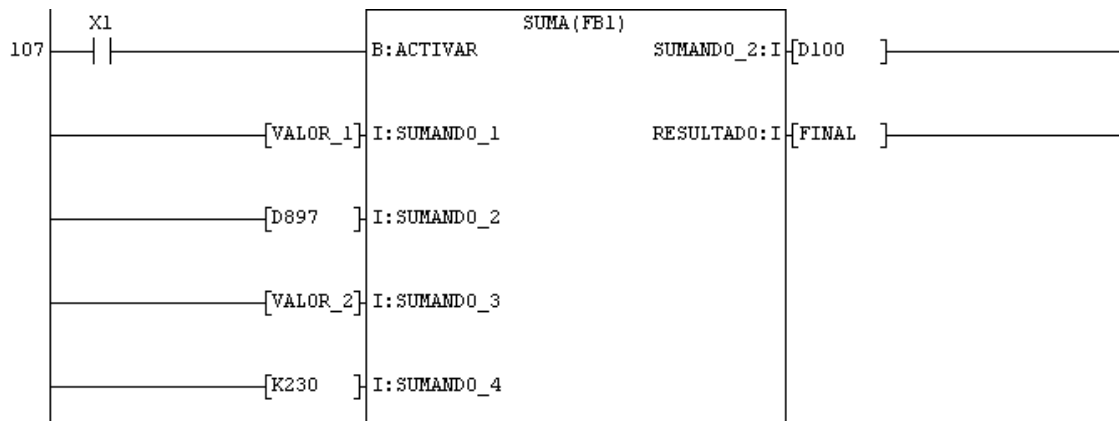 X1 SUMA(FB1)
107 B:ACTIVAR SUMANDO_2:I [D100 ]
[VALOR_1] I:SUMANDO_1 RESULTADO:I [FINAL ]
[D897 ] I:SUMANDO_2
[VALOR_2] I:SUMANDO_3
[K230 ] I:SUMANDO_4